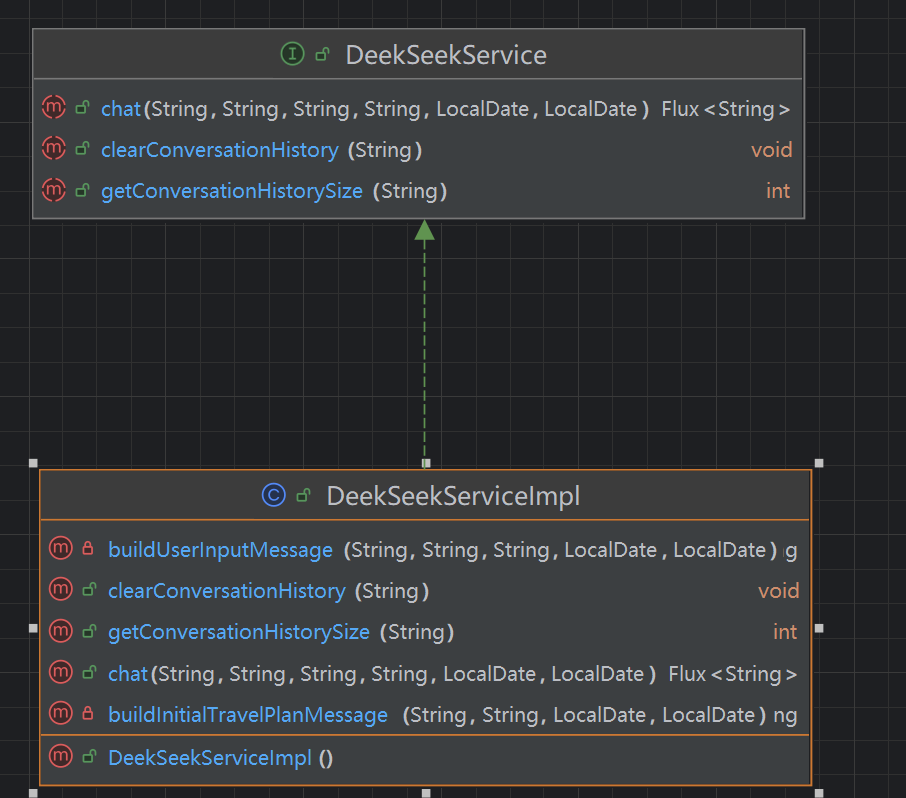 I DeekSeekService
m chat(String, String, String, String, LocalDate, LocalDate) Flux<String>
m clearConversationHistory (String) void
m getConversationHistorySize (String) int
C DeekSeekServiceImpl
m buildUserInputMessage (String, String, String, LocalDate, LocalDate) g
m clearConversationHistory (String) void
m getConversationHistorySize (String) int
m chat(String, String, String, String, LocalDate, LocalDate) Flux<String>
m buildInitialTravelPlanMessage (String, String, LocalDate, LocalDate) ng
m DeekSeekServiceImpl ()